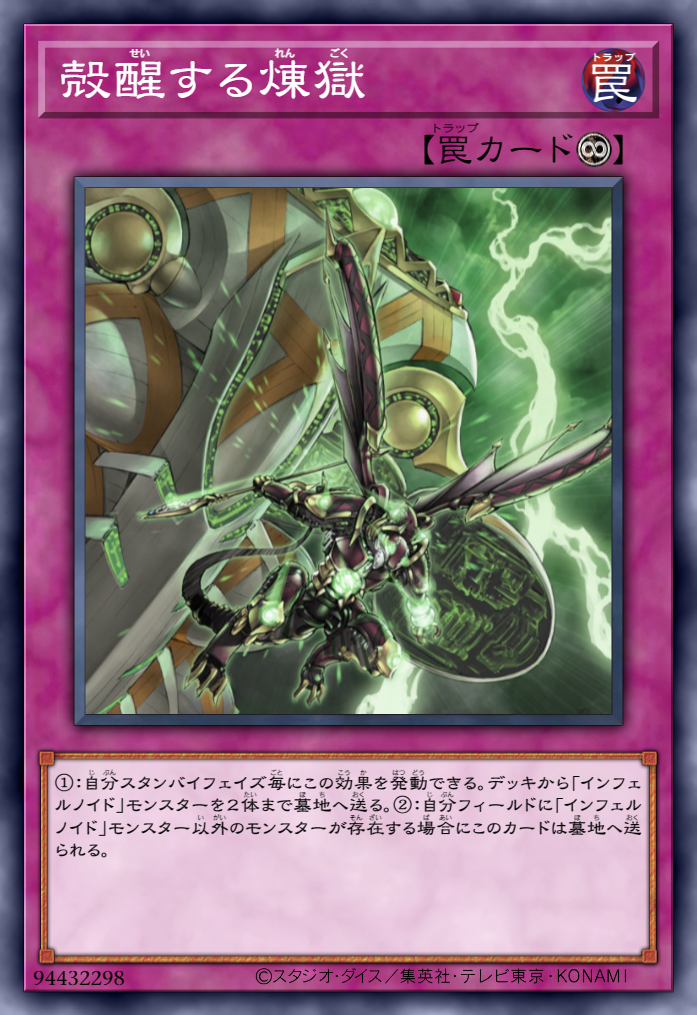 殻醒する煉獄
罠
【罠カード】
①:自分スタンバイフェイズ毎にこの効果を発動できる。デッキから「インフェ
ルノイド」モンスターを2体まで墓地へ送る。②:自分フィールドに「インフェル
ノイド」モンスター以外のモンスターが存在する場合にこのカードは墓地へ送
られる。
94432298
©スタジオ・ダイス/集英社・テレビ東京・KONAMI